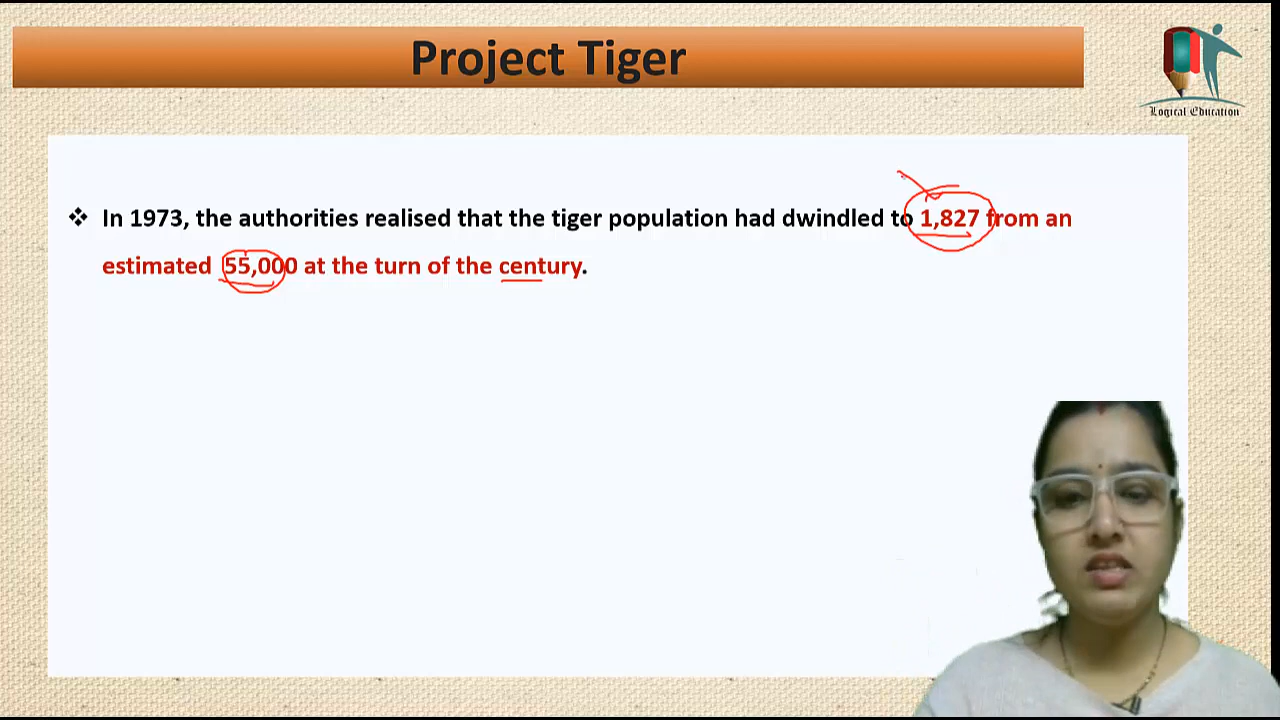 Project Tiger
Logical Education
❖ In 1973, the authorities realised that the tiger population had dwindled to 1,827 from an
estimated 55,000 at the turn of the century.